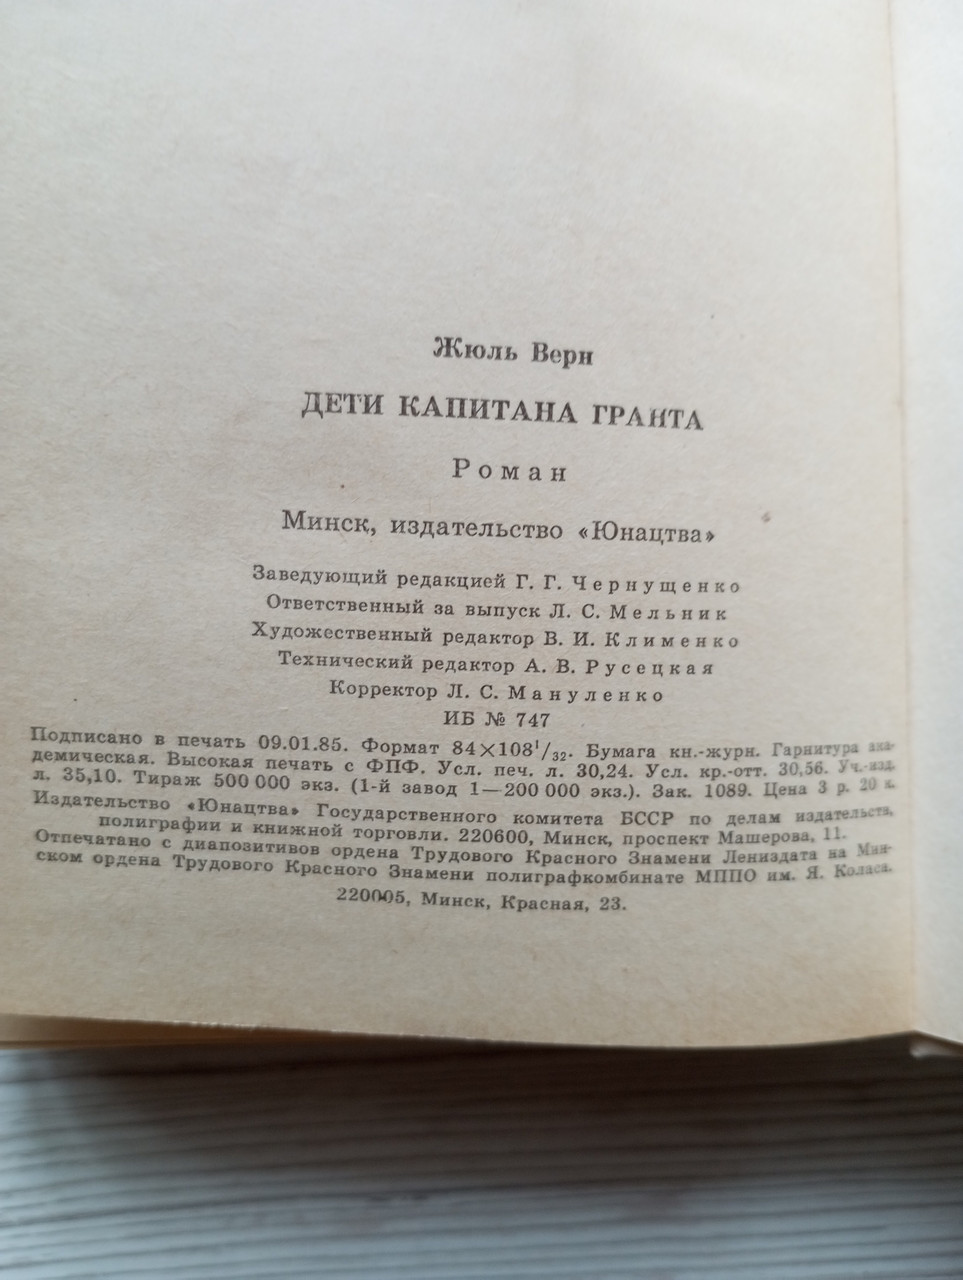 Жюль Верн
ДЕТИ КАПИТАНА ГРАНТА
Роман
Минск, издательство «Юнацтва»
Заведующий редакцией Г. Г. Чернущенко
Ответственный за выпуск Л. С. Мельник
Художественный редактор В. И. Клименко
Технический редактор А. В. Русецкая
Корректор Л. С. Мануленко
ИБ № 747
Подписано в печать 09.01.85. Формат 84×108¹/₃₂. Бумага кн.-журн. Гарнитура ака-
демическая. Высокая печать с ФПФ. Усл. печ. л. 30,24. Усл. кр.-отт. 30,56. Уч.-изд.
л. 35,10. Тираж 500 000 экз. (1-й завод 1—200 000 экз.). Зак. 1089. Цена 3 р. 20 к.
Издательство «Юнацтва» Государственного комитета БССР по делам издательств,
полиграфии и книжной торговли. 220600, Минск, проспект Машерова, 11.
Отпечатано с диапозитивов ордена Трудового Красного Знамени Лениздата на Мин-
ском ордена Трудового Красного Знамени полиграфкомбинате МППО им. Я. Коласа.
220005, Минск, Красная, 23.